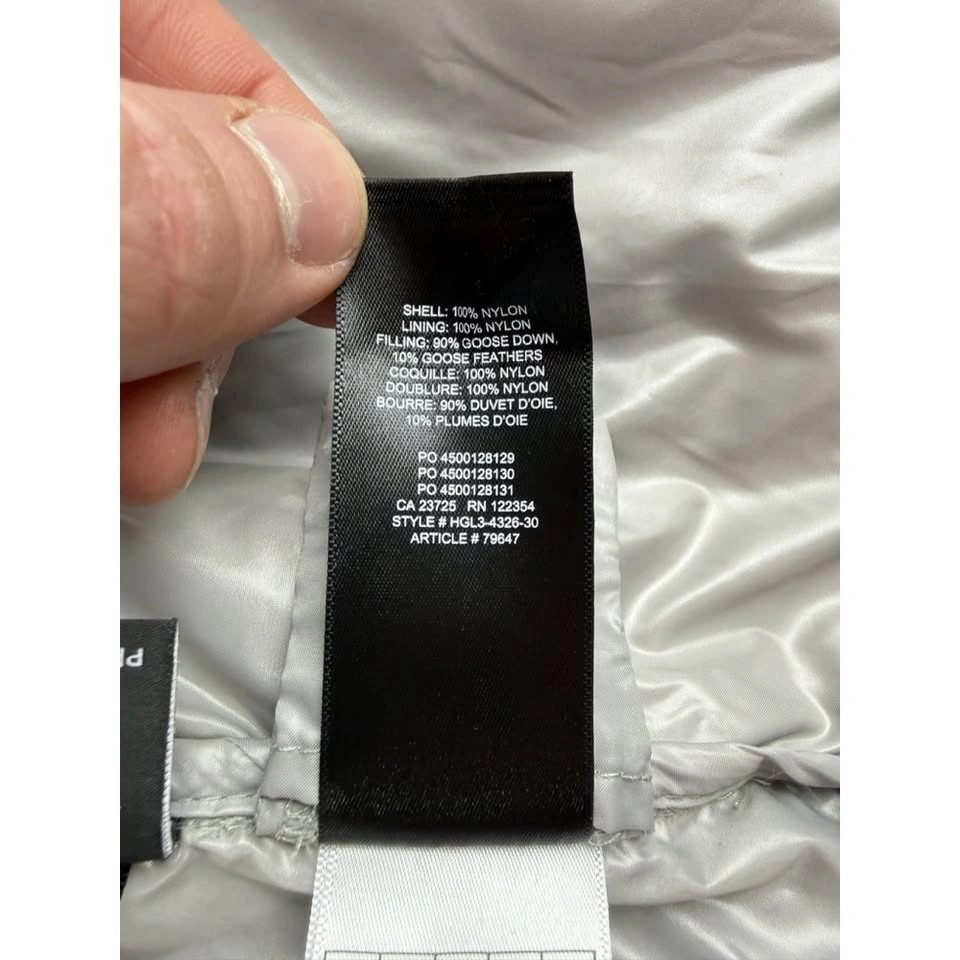 SHELL: 100% NYLON
LINING: 100% NYLON
FILLING: 90% GOOSE DOWN,
10% GOOSE FEATHERS
COQUILLE: 100% NYLON
DOUBLURE: 100% NYLON
BOURRE: 90% DUVET D'OIE,
10% PLUMES D'OIE
PO 4500128129
PO 4500128130
PO 4500128131
CA 23725 RN 122354
STYLE # HGL3-4326-30
ARTICLE # 79647